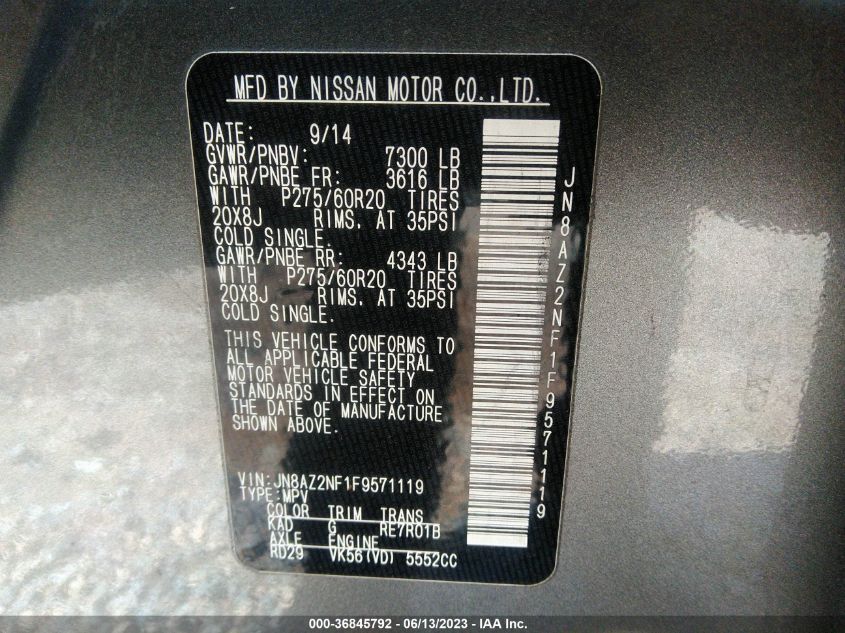 MFD BY NISSAN MOTOR CO.,LTD.
DATE: 9/14
GVWR/PNBV: 7300 LB
GAWR/PNBE FR: 3616 LB
WITH P275/60R20 TIRES
20X8J RIMS, AT 35PSI
COLD SINGLE.
GAWR/PNBE RR: 4343 LB
WITH P275/60R20 TIRES
20X8J RIMS, AT 35PSI
COLD SINGLE.
THIS VEHICLE CONFORMS TO
ALL APPLICABLE FEDERAL
MOTOR VEHICLE SAFETY
STANDARDS IN EFFECT ON
THE DATE OF MANUFACTURE
SHOWN ABOVE.
VIN:JN8AZ2NF1F9571119
TYPE:MPV
COLOR TRIM TRANS
KAD G RE7R01B
AXLE ENGINE
RD29 VK56(VD) 5552CC
JN8AZ2NF1F9571119
000-36845792 - 06/13/2023 - IAA Inc.